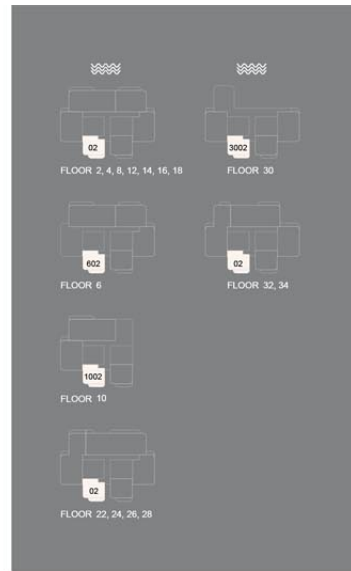 02
FLOOR 2, 4, 8, 12, 14, 16, 18
3002
FLOOR 30
602
FLOOR 6
02
FLOOR 32, 34
1002
FLOOR 10
02
FLOOR 22, 24, 26, 28